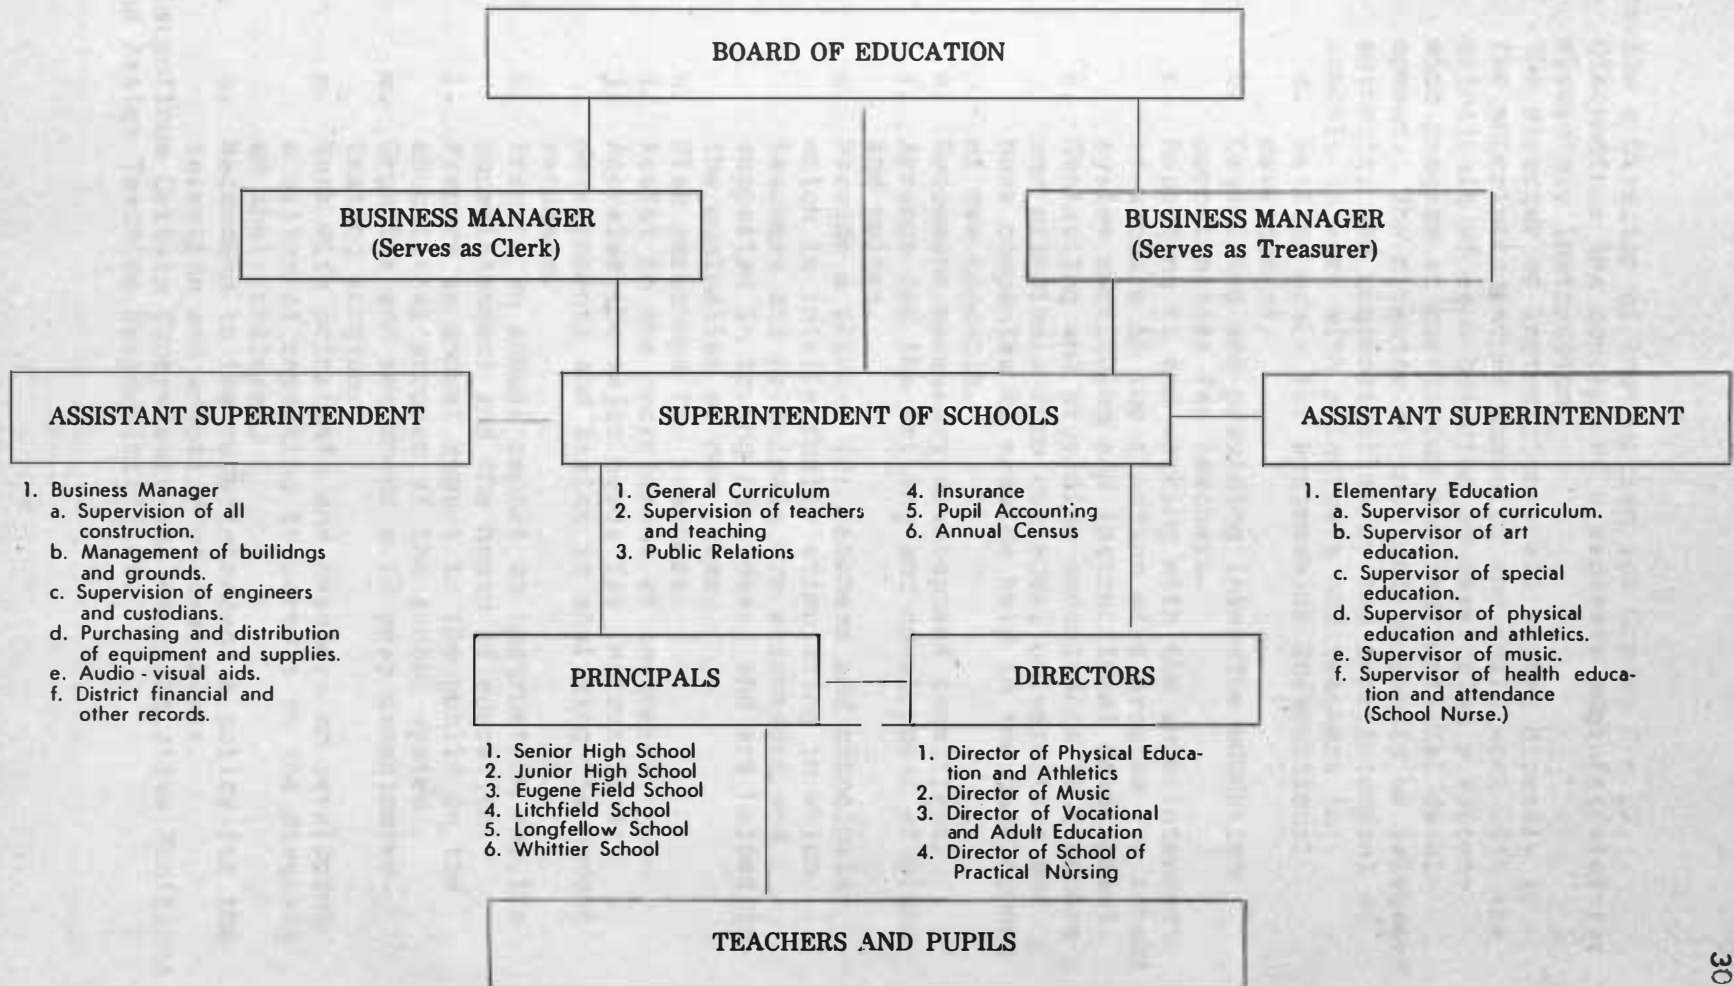 BOARD OF EDUCATION
BUSINESS MANAGER
(Serves as Clerk)
BUSINESS MANAGER
(Serves as Treasurer)
ASSISTANT SUPERINTENDENT
1. Business Manager
a. Supervision of all
construction.
b. Management of builidngs
and grounds.
c. Supervision of engineers
and custodians.
d. Purchasing and distribution
of equipment and supplies.
e. Audio - visual aids.
f. District financial and
other records.
SUPERINTENDENT OF SCHOOLS
1. General Curriculum
2. Supervision of teachers
and teaching
3. Public Relations
4. Insurance
5. Pupil Accounting
6. Annual Census
ASSISTANT SUPERINTENDENT
1. Elementary Education
a. Supervisor of curriculum.
b. Supervisor of art
education.
c. Supervisor of special
education.
d. Supervisor of physical
education and athletics.
e. Supervisor of music.
f. Supervisor of health educa-
tion and attendance
(School Nurse.)
PRINCIPALS
1. Senior High School
2. Junior High School
3. Eugene Field School
4. Litchfield School
5. Longfellow School
6. Whittier School
DIRECTORS
1. Director of Physical Educa-
tion and Athletics
2. Director of Music
3. Director of Vocational
and Adult Education
4. Director of School of
Practical Nursing
TEACHERS AND PUPILS
30